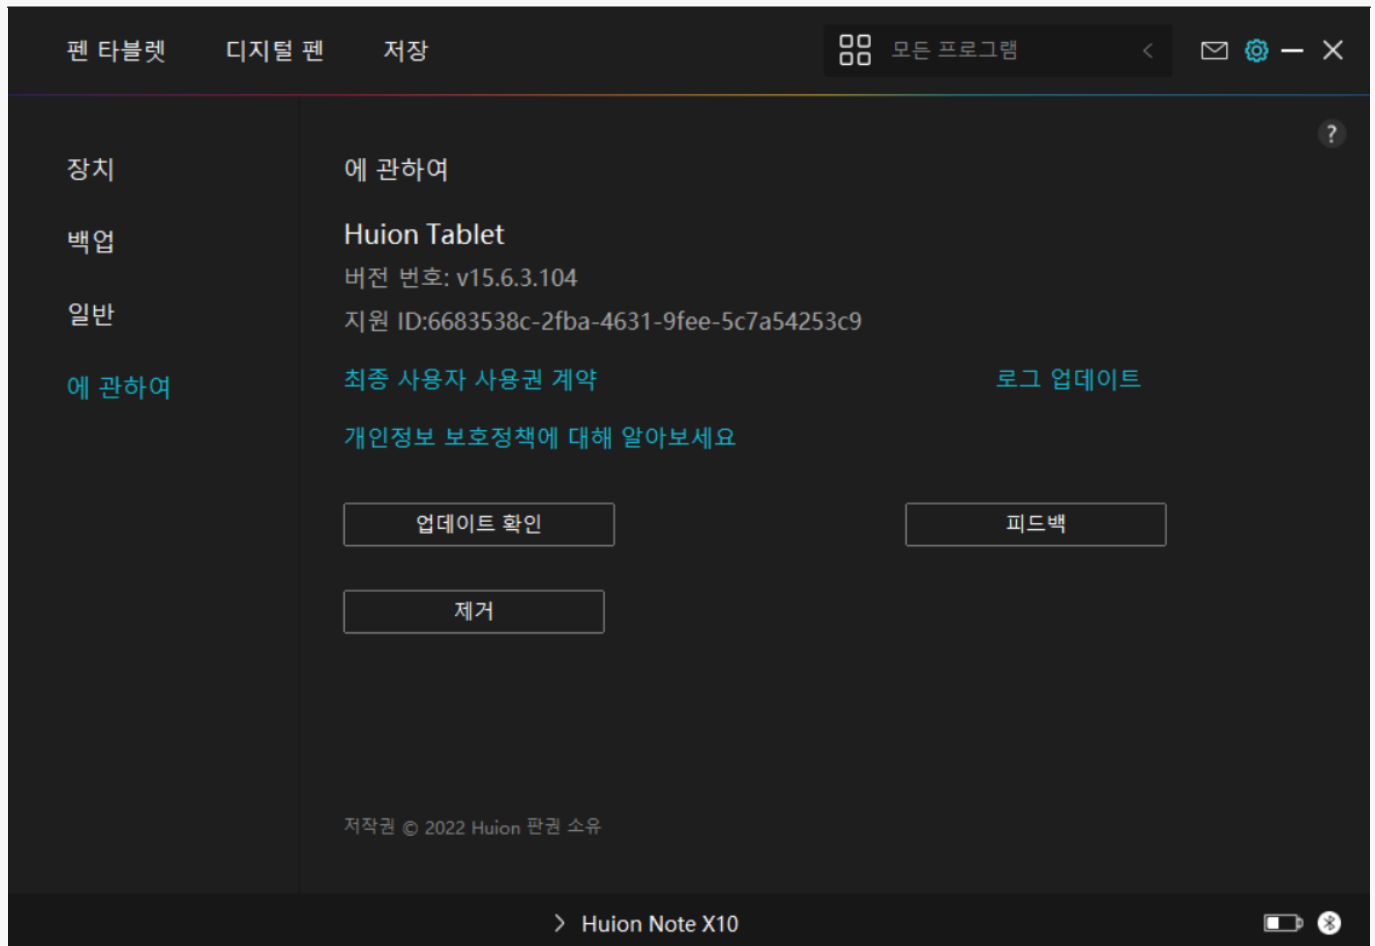 펜 타블렛 디지털 펜 저장 모든 프로그램
?
장치
백업
일반
에 관하여
에 관하여
Huion Tablet
버전 번호: v15.6.3.104
지원 ID:6683538c-2fba-4631-9fee-5c7a54253c9
최종 사용자 사용권 계약 로그 업데이트
개인정보 보호정책에 대해 알아보세요
업데이트 확인 피드백
제거
저작권 © 2022 Huion 판권 소유
Huion Note X10